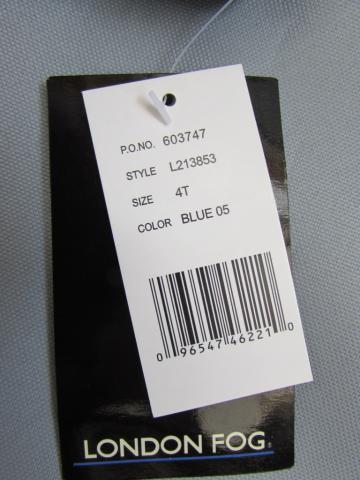 P.O.NO. 603747
STYLE L213853
SIZE 4T
COLOR BLUE 05
0 96547 46221 0
LONDON FOG®